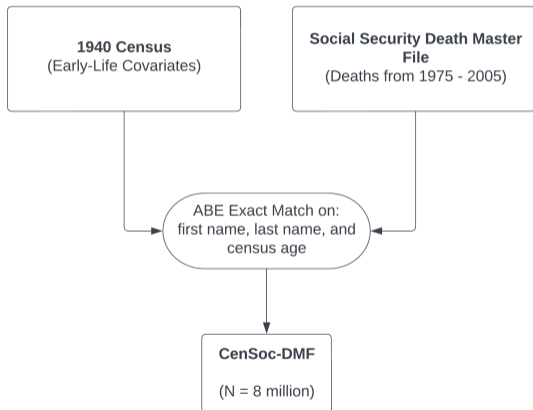 1940 Census
(Early-Life Covariates)
Social Security Death Master
File
(Deaths from 1975 - 2005)
ABE Exact Match on:
first name, last name, and
census age
CenSoc-DMF
(N = 8 million)